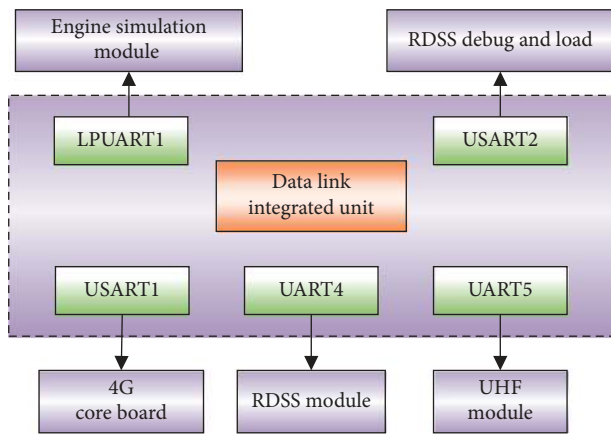 Engine simulation
module
RDSS debug and load
LPUART1
USART2
Data link
integrated unit
USART1
UART4
UART5
4G
core board
RDSS module
UHF
module